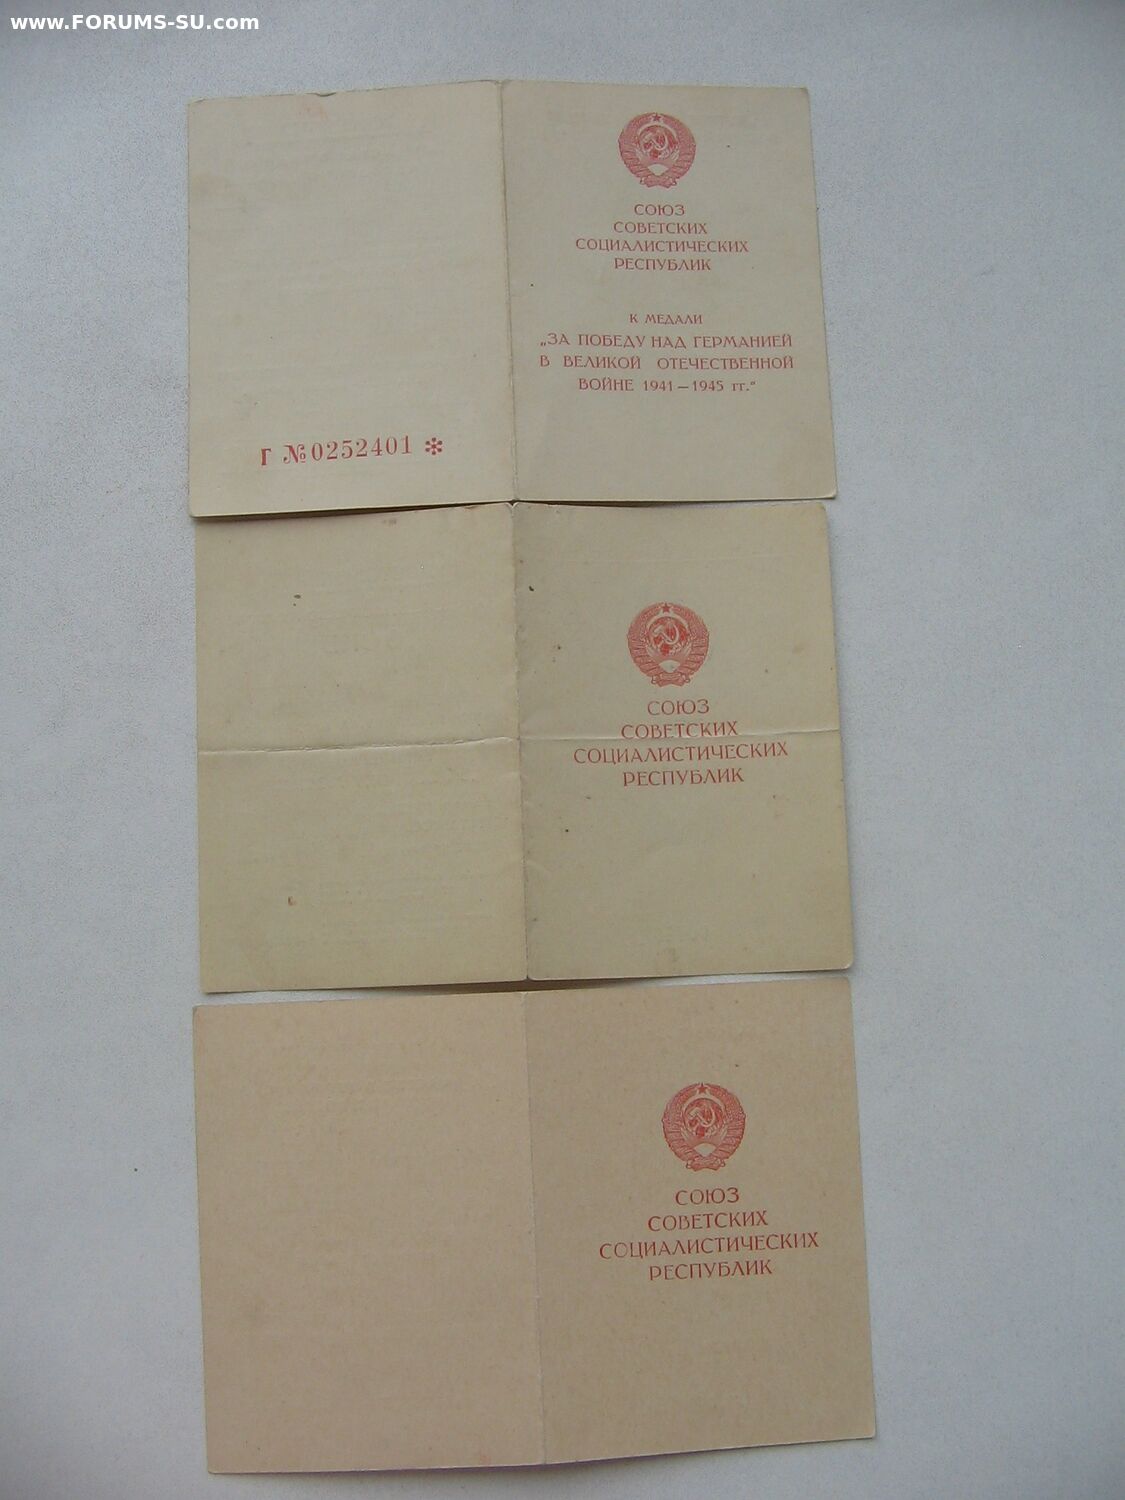 www.FORUMS-SU.com
СОЮЗ
СОВЕТСКИХ
СОЦИАЛИСТИЧЕСКИХ
РЕСПУБЛИК
К МЕДАЛИ
„ЗА ПОБЕДУ НАД ГЕРМАНИЕЙ
В ВЕЛИКОЙ ОТЕЧЕСТВЕННОЙ
ВОЙНЕ 1941—1945 гг."
Г №0252401 *
СОЮЗ
СОВЕТСКИХ
СОЦИАЛИСТИЧЕСКИХ
РЕСПУБЛИК
СОЮЗ
СОВЕТСКИХ
СОЦИАЛИСТИЧЕСКИХ
РЕСПУБЛИК